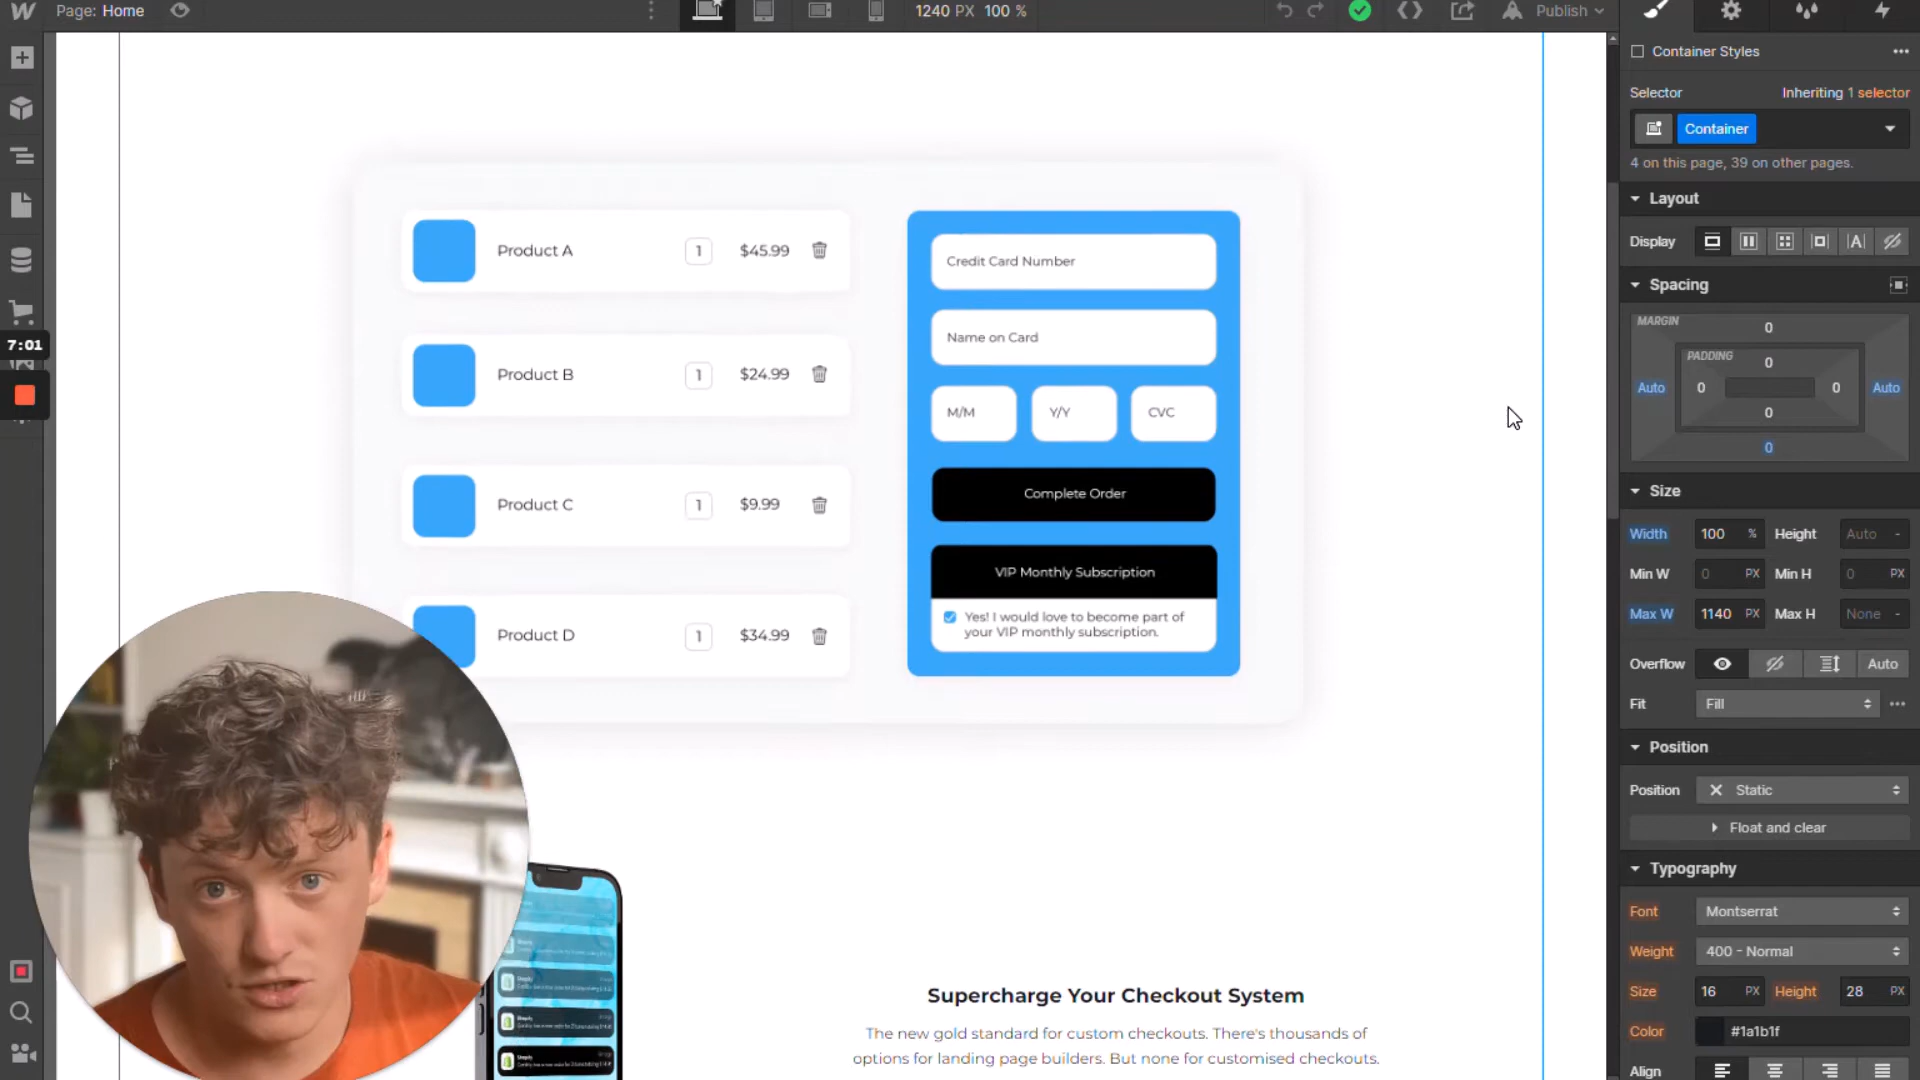 Page: Home
1240 PX 100 %
Publish
Container Styles
Selector
Inheriting 1 selector
Container
4 on this page, 39 on other pages.
Layout
Display
Spacing
MARGIN
0
PADDING
0
Auto
0
0
Auto
0
0
Size
Width
100
%
Height
Auto
-
Min W
0
PX
Min H
0
PX
Max W
1140
PX
Max H
None
-
Overflow
Auto
Fit
Fill
Position
Position
Static
Float and clear
Typography
Font
Montserrat
Weight
400 - Normal
Size
16
PX
Height
28
PX
Color
#1a1b1f
Align
7:01
Product A
1
$45.99
Product B
1
$24.99
Product C
1
$9.99
Product D
1
$34.99
Credit Card Number
Name on Card
M/M
Y/Y
CVC
Complete Order
VIP Monthly Subscription
Yes! I would love to become part of
your VIP monthly subscription.
Supercharge Your Checkout System
The new gold standard for custom checkouts. There's thousands of
options for landing page builders. But none for customised checkouts.